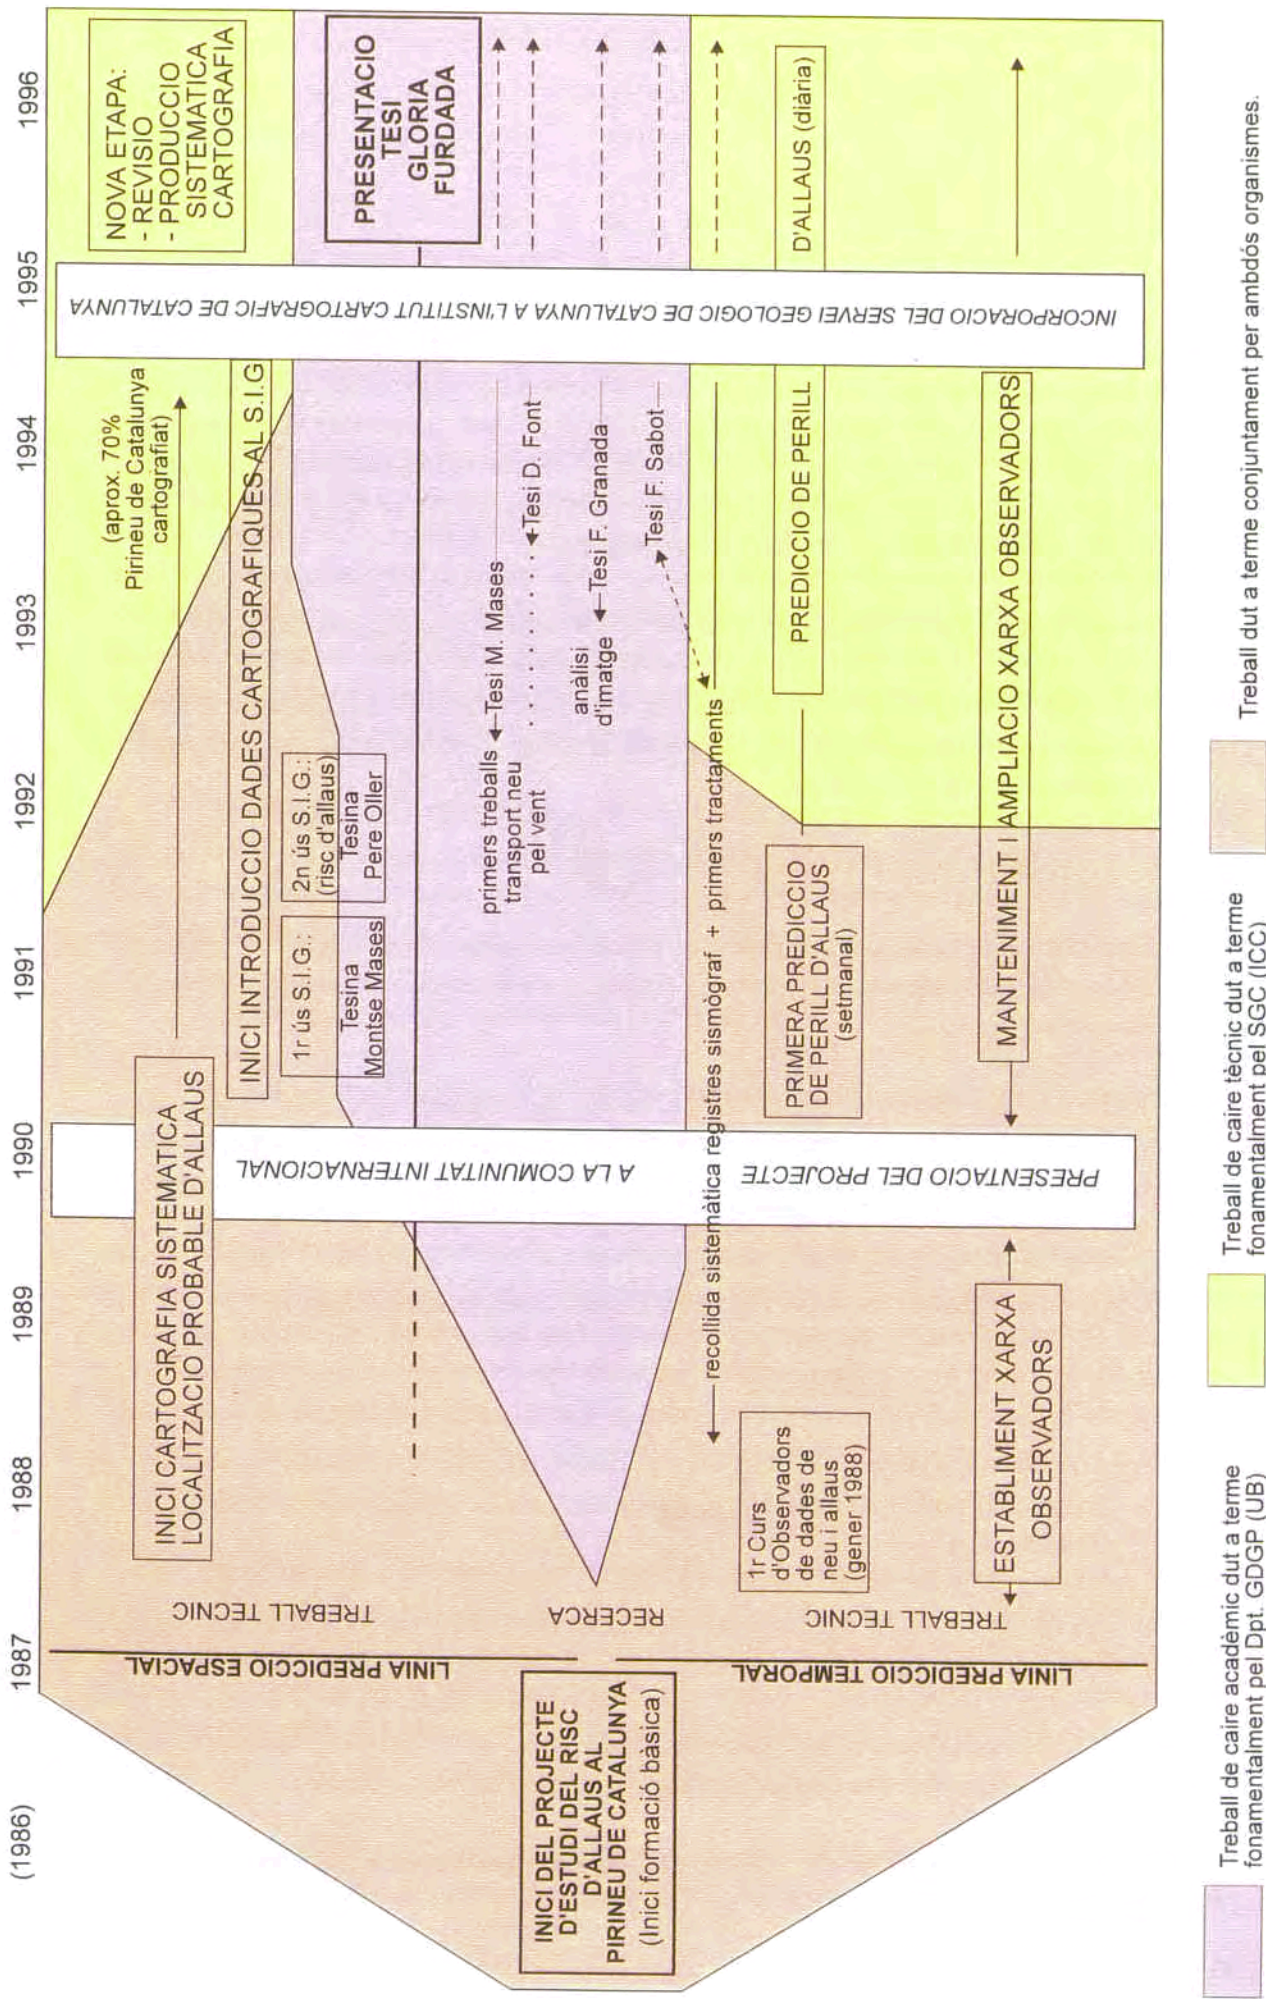 (1986)
1987
1988
1989
1990
1991
1992
1993
1994
1995
1996
INICI DEL PROJECTE
D'ESTUDI DEL RISC
D'ALLAUS AL
PIRINEU DE CATALUNYA
(Inici formació bàsica)
LINIA PREDICCIO ESPACIAL
LINIA PREDICCIO TEMPORAL
TREBALL TECNIC
RECERCA
TREBALL TECNIC
INICI CARTOGRAFIA SISTEMATICA
LOCALITZACIO PROBABLE D'ALLAUS
(aprox. 70%
Pirineu de Catalunya
cartografiat)
NOVA ETAPA:
- REVISIO
- PRODUCCIO
SISTEMATICA
CARTOGRAFIA
INICI INTRODUCCIO DADES CARTOGRAFIQUES AL S.I.G
1r ús S.I.G.:
Tesina
Montse Mases
2n ús S.I.G.:
(risc d'allaus)
Tesina
Pere Oller
PRESENTACIO
TESI
GLORIA
FURDADA
PRESENTACIO DEL PROJECTE
A LA COMUNITAT INTERNACIONAL
INCORPORACIO DEL SERVEI GEOLOGIC DE CATALUNYA A L'INSTITUT CARTOGRAFIC DE CATALUNYA
primers treballs
transport neu
pel vent
Tesi M. Mases
Tesi D. Font
anàlisi
d'imatge
Tesi F. Granada
Tesi F. Sabot
recollida sistemàtica registres sismògraf + primers tractaments
1r Curs
d'Observadors
de dades de
neu i allaus
(gener 1988)
PRIMERA PREDICCIO
DE PERILL D'ALLAUS
(setmanal)
PREDICCIO DE PERILL
D'ALLAUS (diària)
ESTABLIMENT XARXA
OBSERVADORS
MANTENIMENT I AMPLIACIO XARXA OBSERVADORS
Treball de caire acadèmic dut a terme
fonamentalment pel Dpt. GDGP (UB)
Treball de caire tècnic dut a terme
fonamentalment pel SGC (ICC)
Treball dut a terme conjuntament per ambdós organismes.